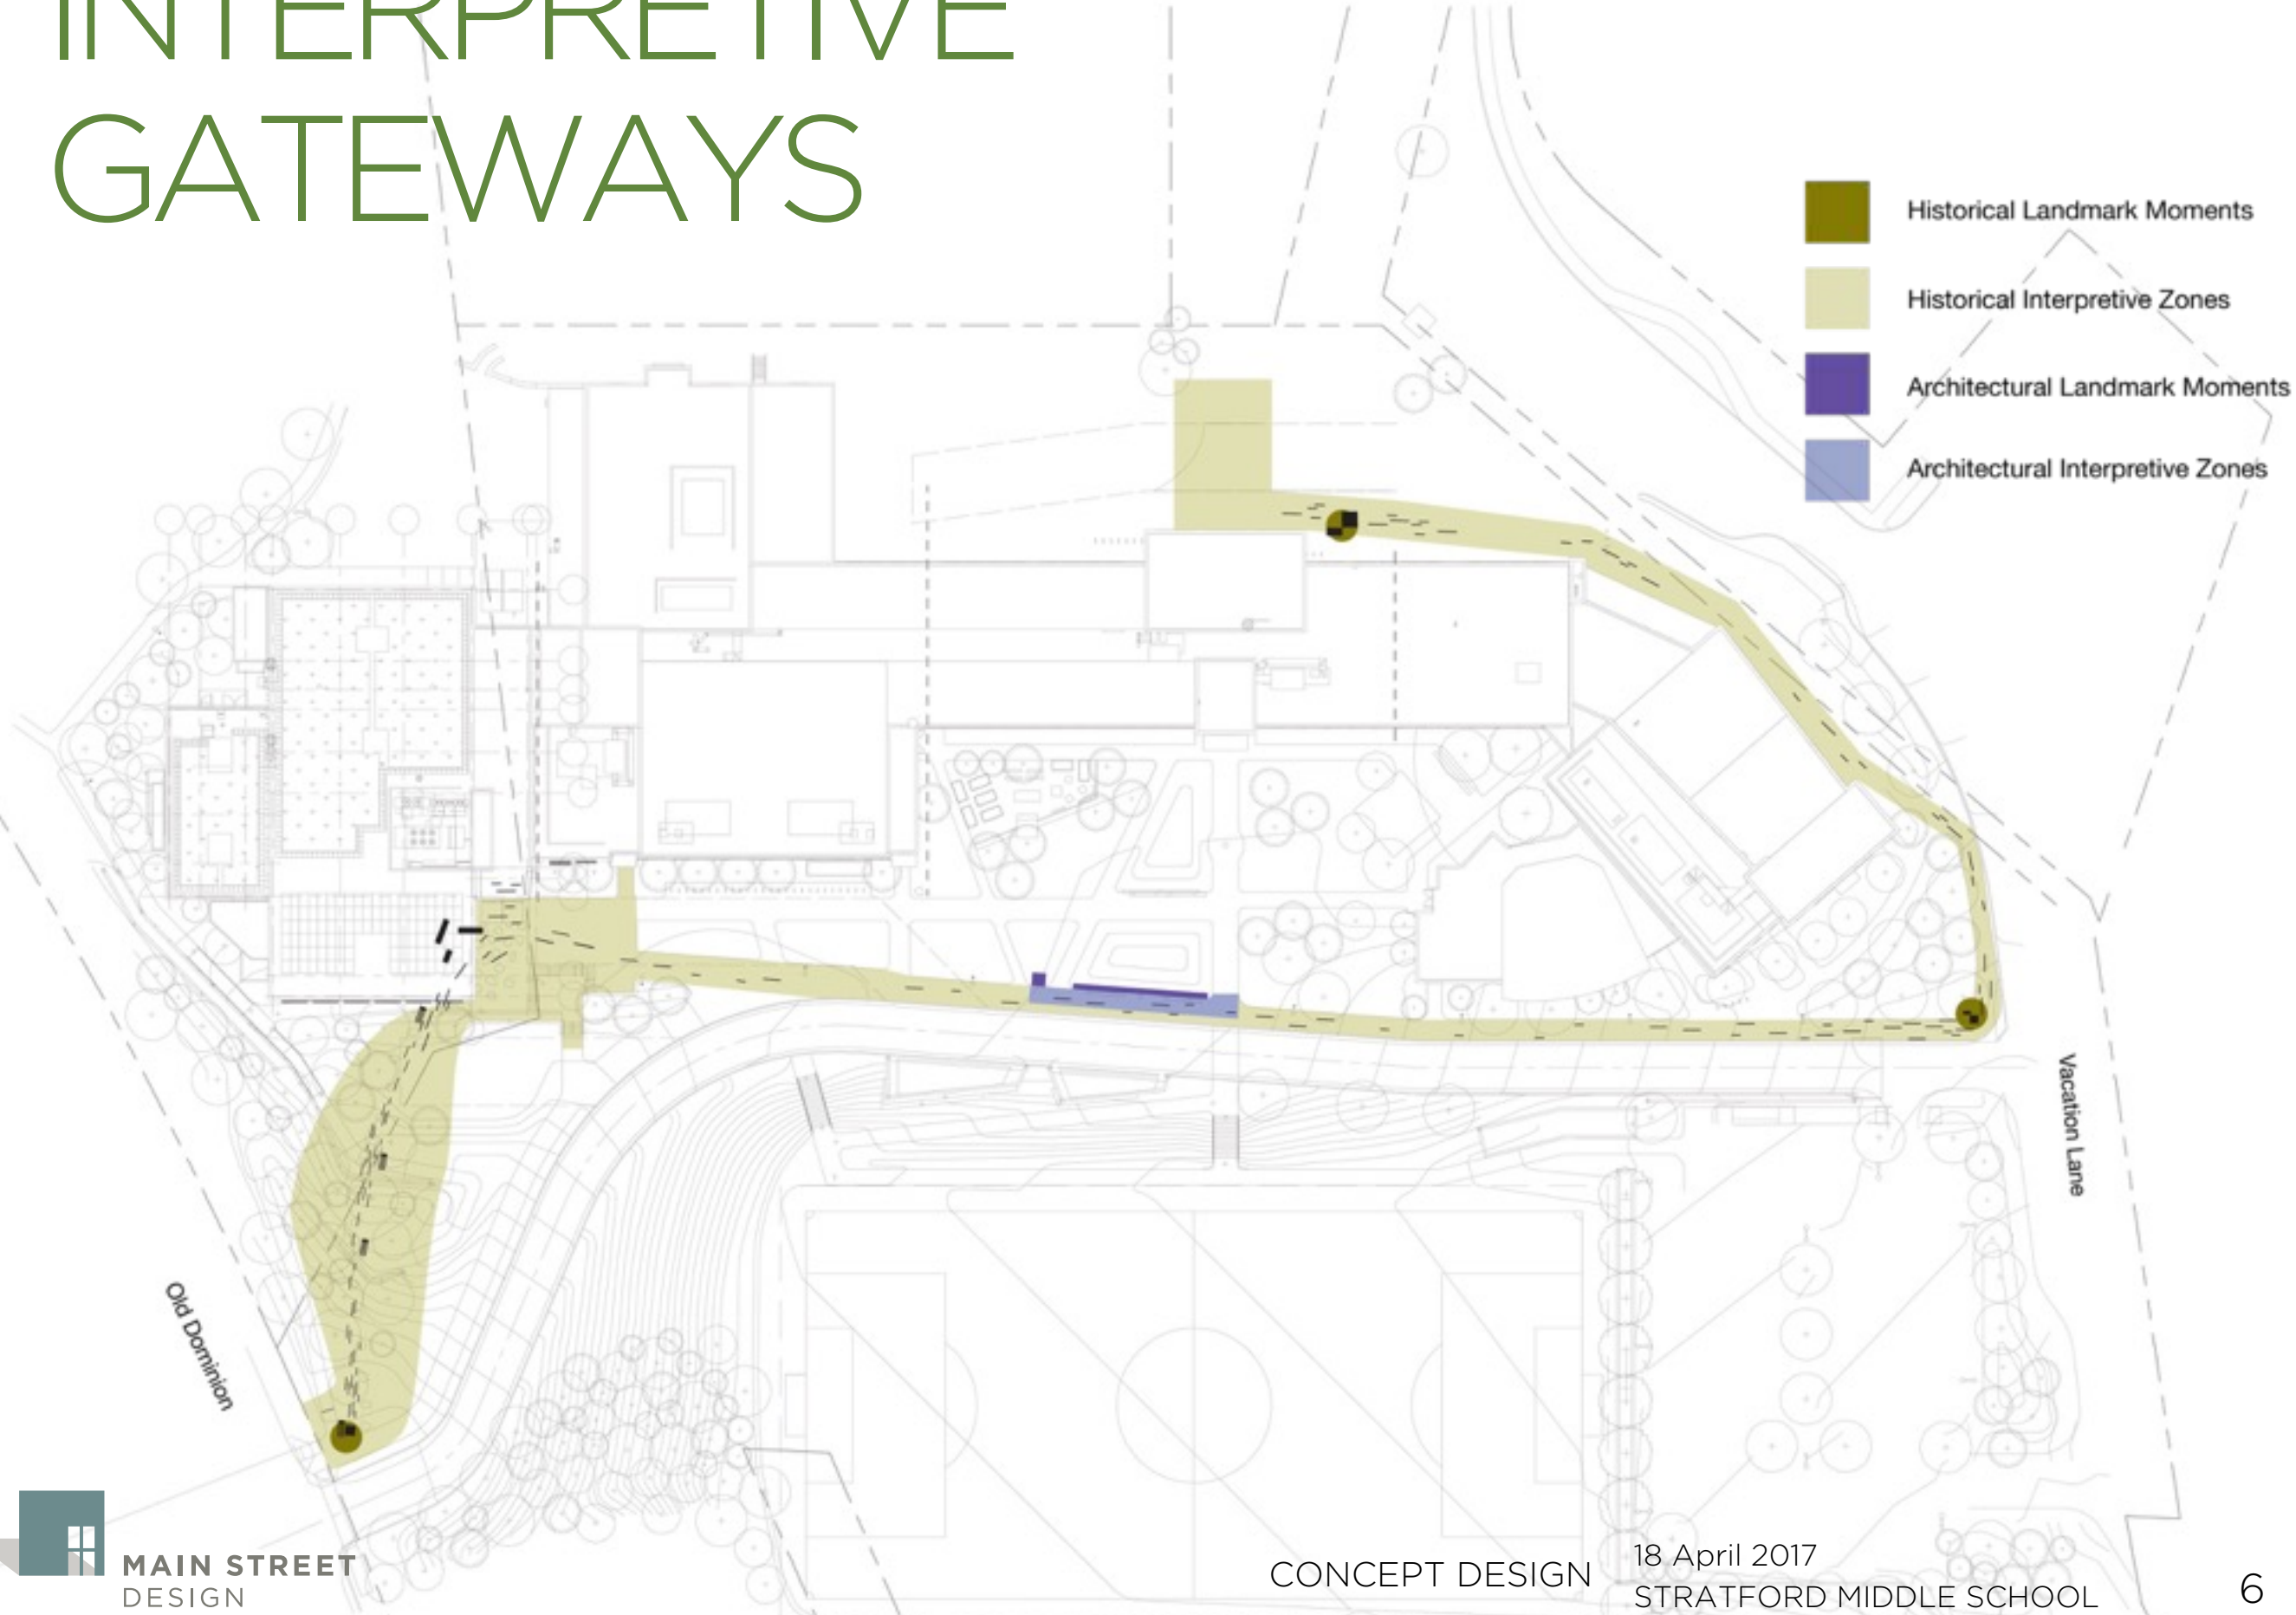 INTERPRETIVE
GATEWAYS
Historical Landmark Moments
Historical Interpretive Zones
Architectural Landmark Moments
Architectural Interpretive Zones
Vacation Lane
Old Dominion
MAIN STREET
DESIGN
CONCEPT DESIGN
18 April 2017
STRATFORD MIDDLE SCHOOL
6